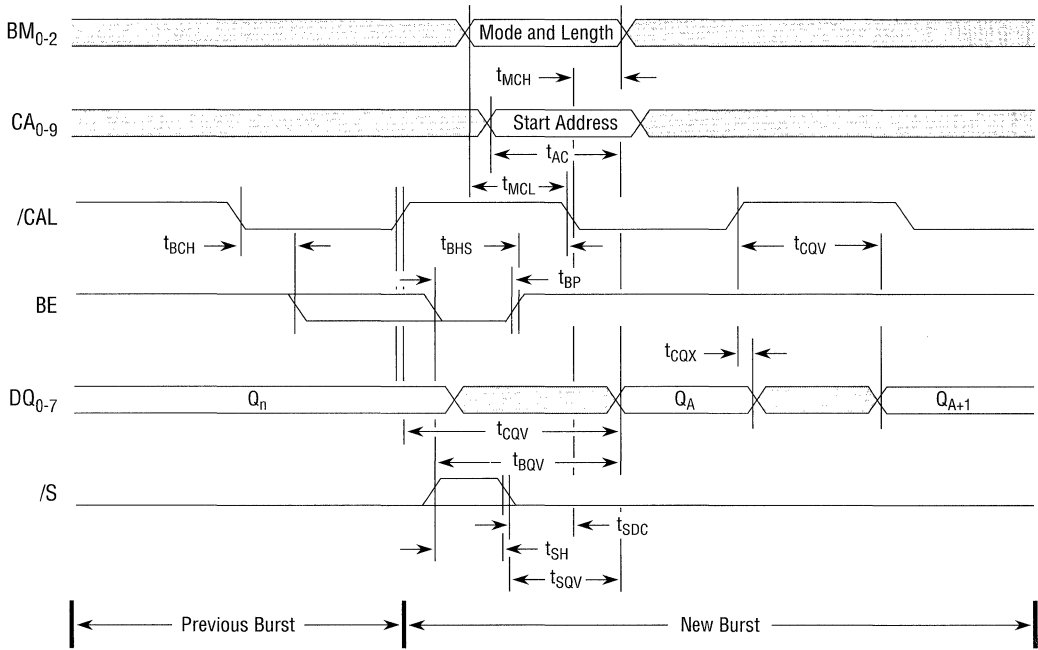 BM0-2 Mode and Length
tMCH
CA0-9 Start Address
tAC
tMCL
/CAL
tBCH tBHS tCQV
tBP
BE
tCQX
DQ0-7 Qn QA QA+1
tCQV
tBQV
/S
tSDC
tSH
tSQV
Previous Burst New Burst